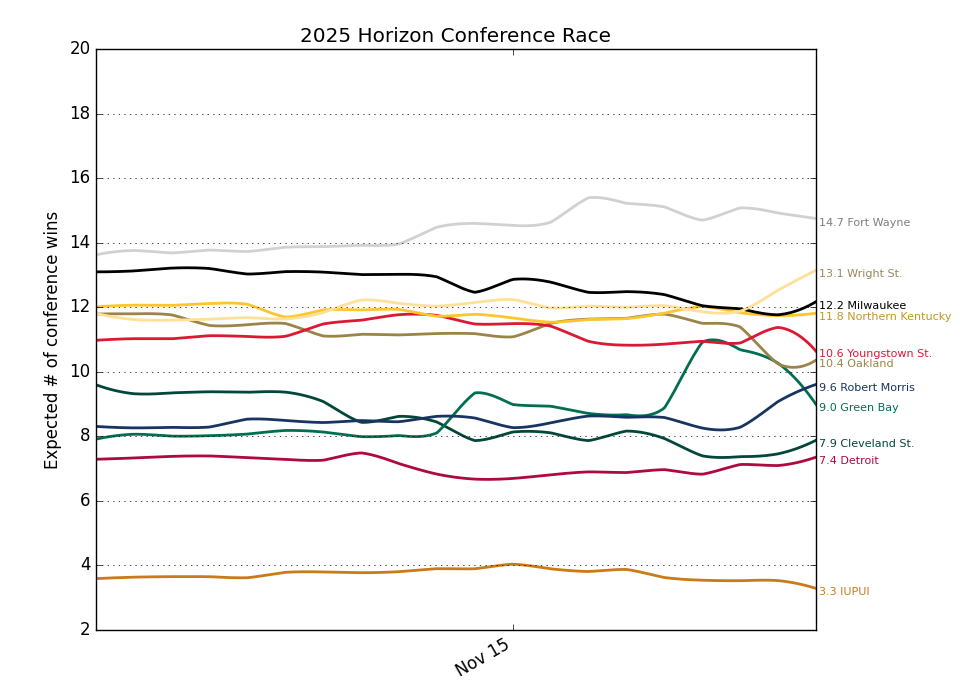 2025 Horizon Conference Race
Expected # of conference wins
20
18
16
14
12
10
8
6
4
2
14.7 Fort Wayne
13.1 Wright St.
12.2 Milwaukee
11.8 Northern Kentucky
10.6 Youngstown St.
10.4 Oakland
9.6 Robert Morris
9.0 Green Bay
7.9 Cleveland St.
7.4 Detroit
3.3 IUPUI
Nov 15